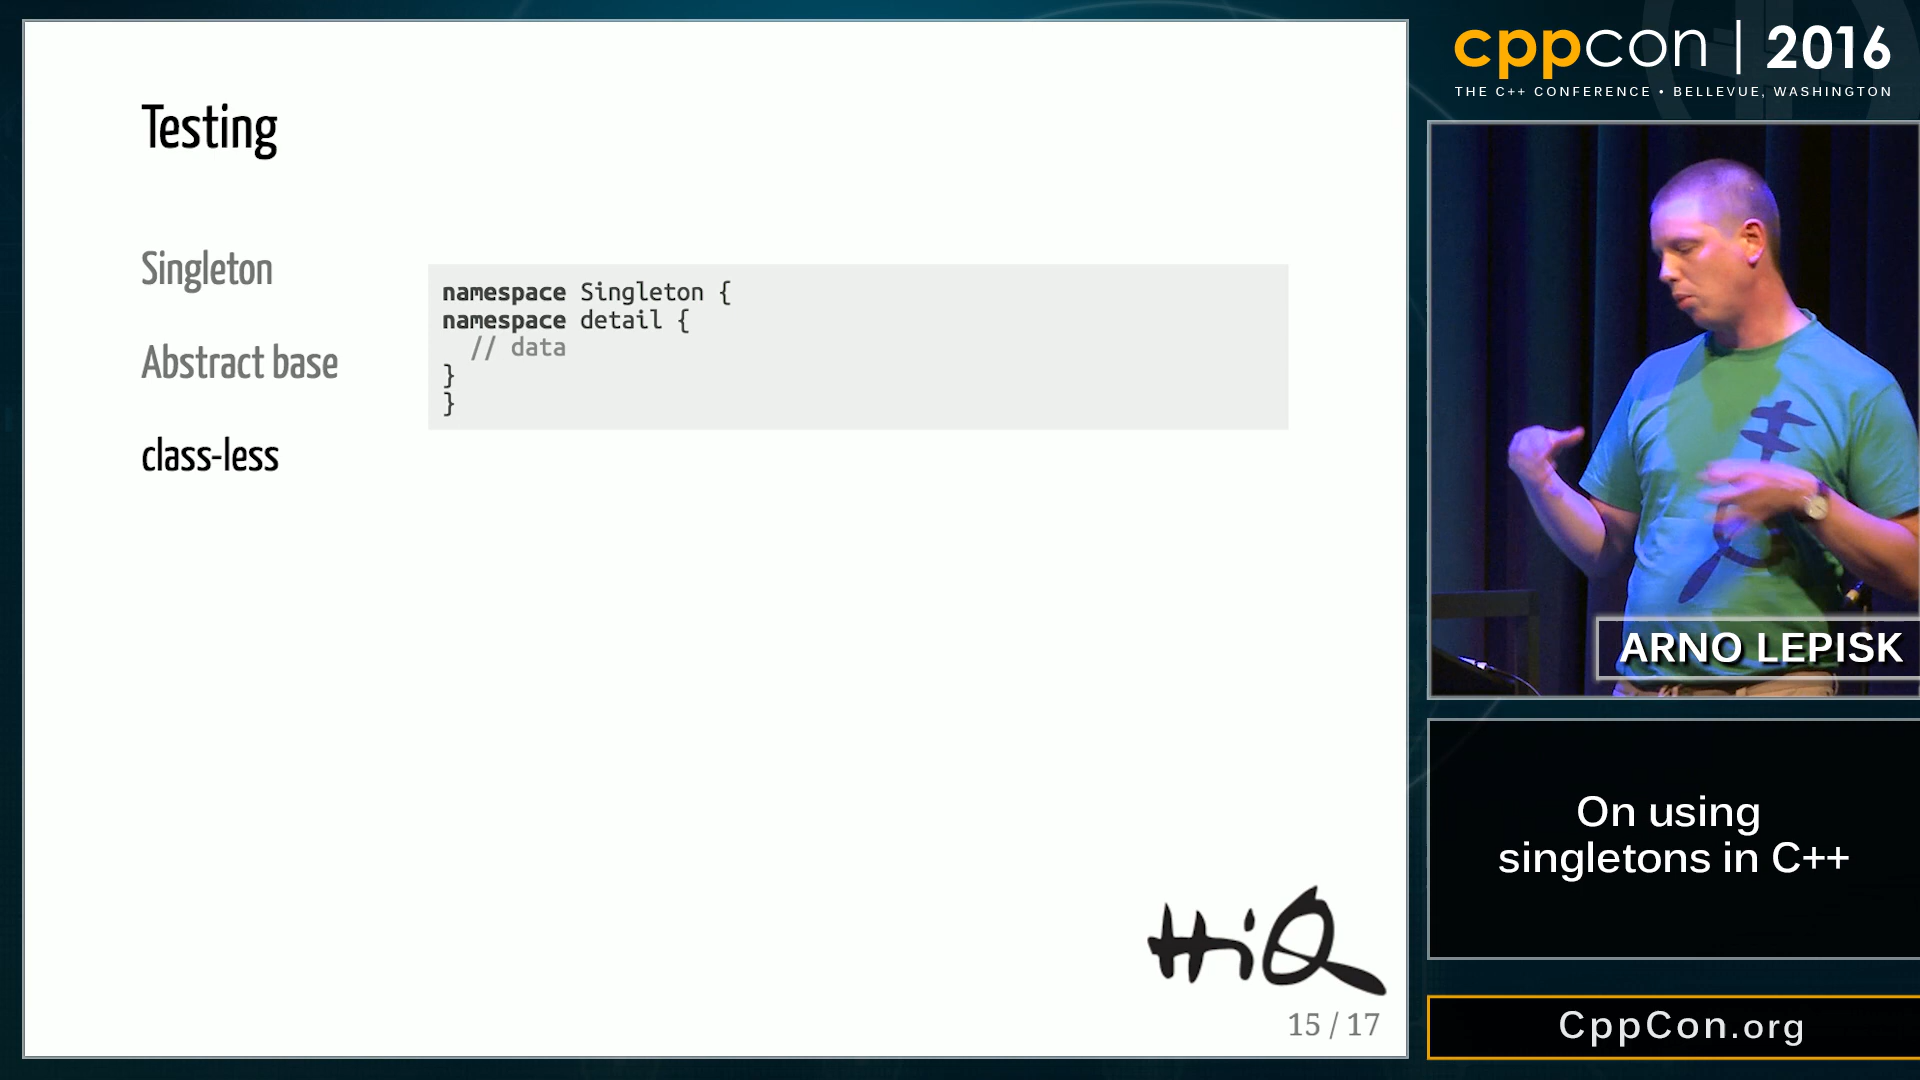 Testing
Singleton
Abstract base
class-less
namespace Singleton {
namespace detail {
// data
}
}
HiQ
15 / 17
cppcon | 2016
THE C++ CONFERENCE • BELLEVUE, WASHINGTON
ARNO LEPISK
On using
singletons in C++
CppCon.org